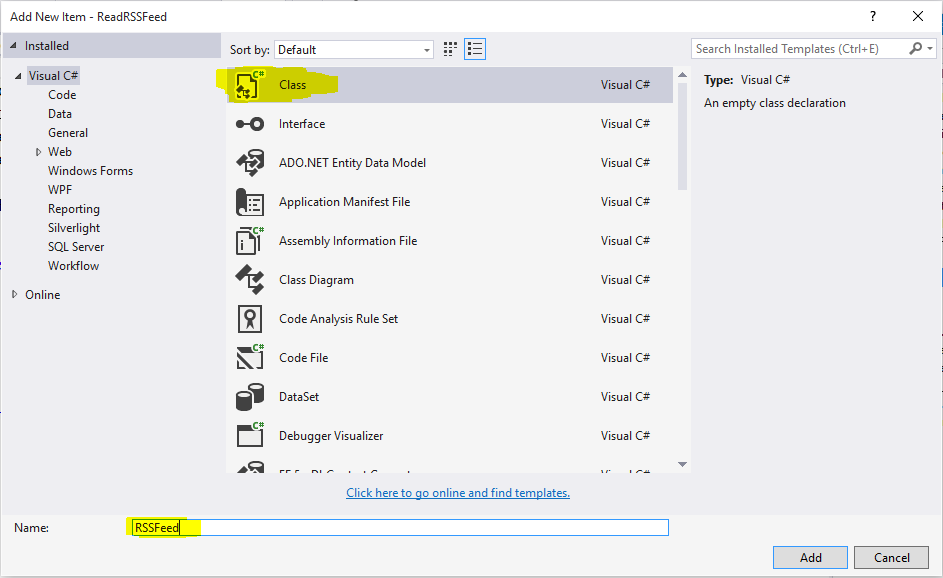 Add New Item - ReadRSSFeed
?
Installed
Sort by: Default
Search Installed Templates (Ctrl+E)
Visual C#
Code
Data
General
Web
Windows Forms
WPF
Reporting
Silverlight
SQL Server
Workflow
Online
C# Class Visual C#
Interface Visual C#
ADO.NET Entity Data Model Visual C#
Application Manifest File Visual C#
C# Assembly Information File Visual C#
Class Diagram Visual C#
Code Analysis Rule Set Visual C#
C# Code File Visual C#
DataSet Visual C#
C# Debugger Visualizer Visual C#
Type: Visual C#
An empty class declaration
Click here to go online and find templates.
Name: RSSFeed
Add Cancel